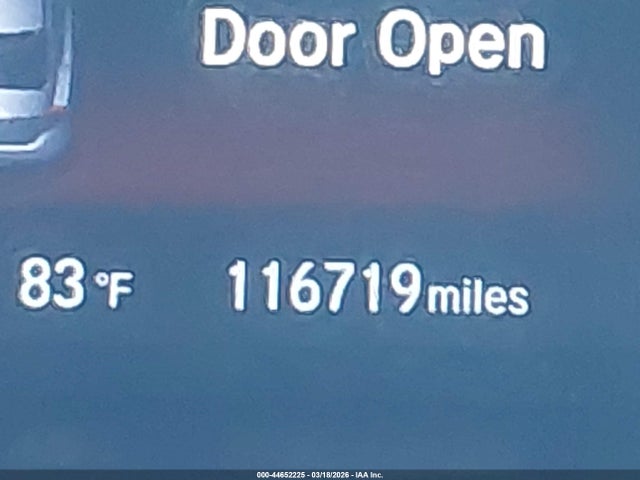 Door Open
83°F 116719 miles
000-44652225 - 03/18/2026 - IAA Inc.